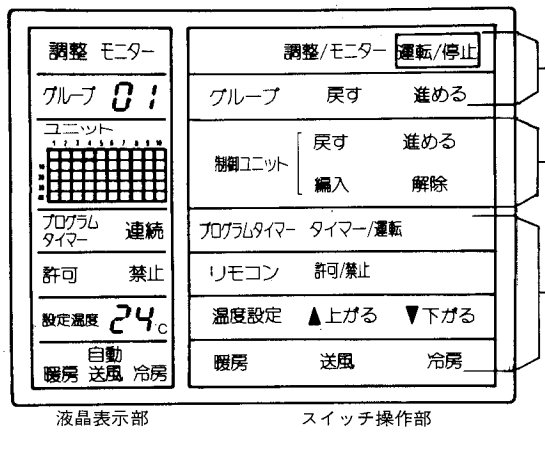 調整 モニター
グループ 01
ユニット
1 2 3 4 5 6 7 8 9 10
プログラム
タイマー 連続
許可 禁止
設定温度 24℃
自動
暖房 送風 冷房
液晶表示部
調整/モニター 運転/停止
グループ 戻す 進める
制御ユニット 戻す 進める
編入 解除
プログラムタイマー タイマー/運転
リモコン 許可/禁止
温度設定 ▲上がる ▼下がる
暖房 送風 冷房
スイッチ操作部